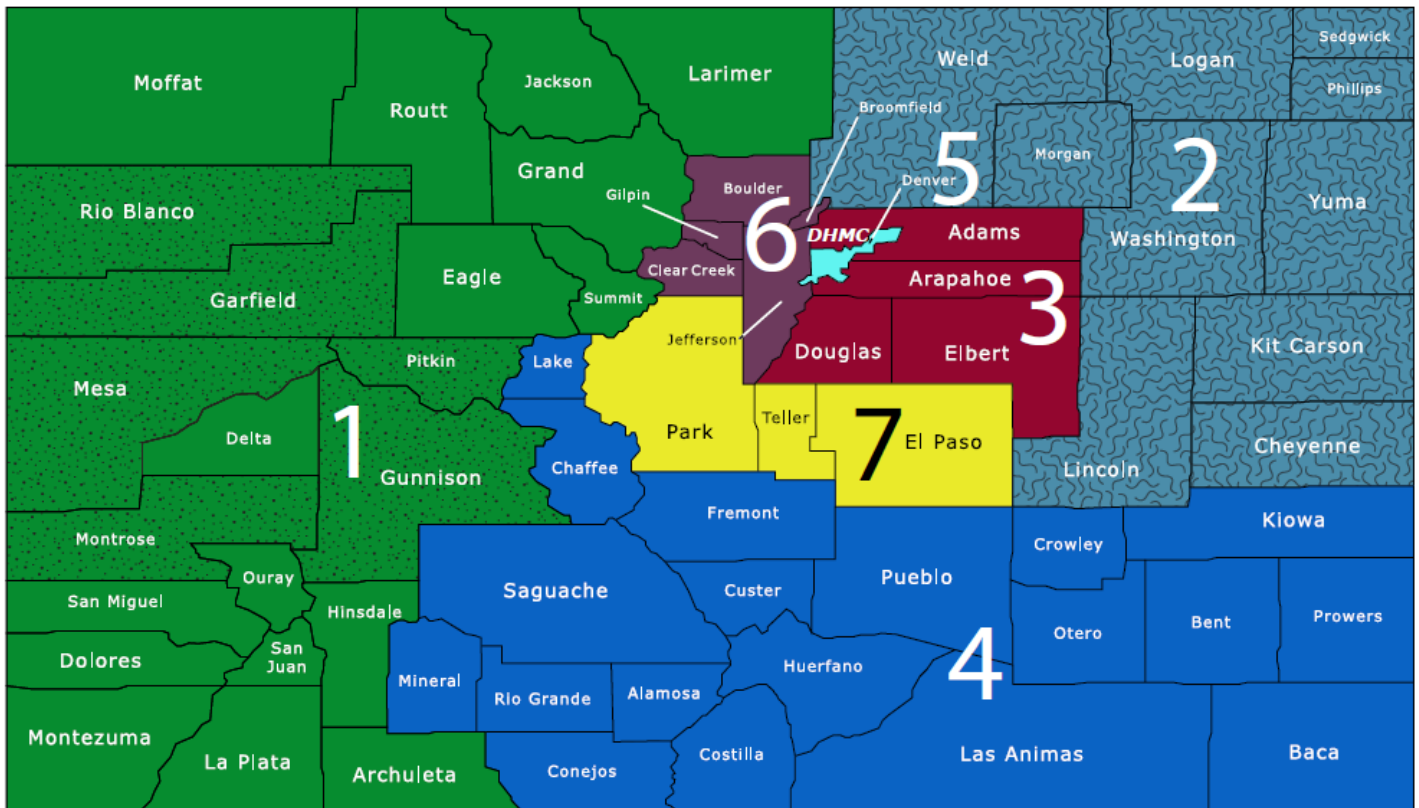 Moffat
Routt
Jackson
Larimer
Weld
Logan
Sedgwick
Phillips
Broomfield
Morgan
5
2
Yuma
Grand
Gilpin
Boulder
Denver
Rio Blanco
6
DHMC
Adams
Washington
Eagle
Clear Creek
Arapahoe
Garfield
Summit
3
Jefferson
Douglas
Elbert
Kit Carson
Mesa
Pitkin
Lake
1
Delta
Park
Teller
7
El Paso
Cheyenne
Gunnison
Chaffee
Lincoln
Montrose
Fremont
Kiowa
Crowley
Ouray
Saguache
Custer
Pueblo
San Miguel
Hinsdale
Otero
Bent
Prowers
Dolores
San
Juan
Mineral
Rio Grande
Alamosa
Huerfano
4
Montezuma
La Plata
Archuleta
Conejos
Costilla
Las Animas
Baca